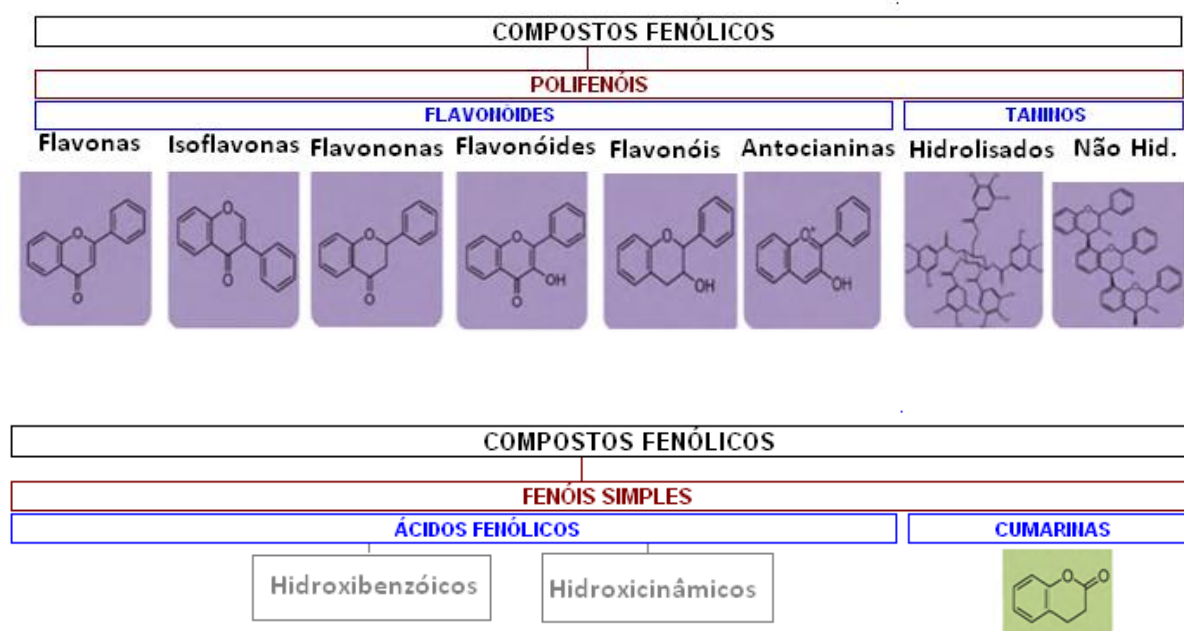 COMPOSTOS FENÓLICOS
POLIFENÓIS
FLAVONÓIDES TANINOS
Flavonas Isoflavonas Flavononas Flavonóides Flavonóis Antocianinas Hidrolisados Não Hid.
O O O O O O⁺
O O O OH O OH OH
COMPOSTOS FENÓLICOS
FENÓIS SIMPLES
ÁCIDOS FENÓLICOS CUMARINAS
Hidroxibenzóicos Hidroxicinâmicos
O O